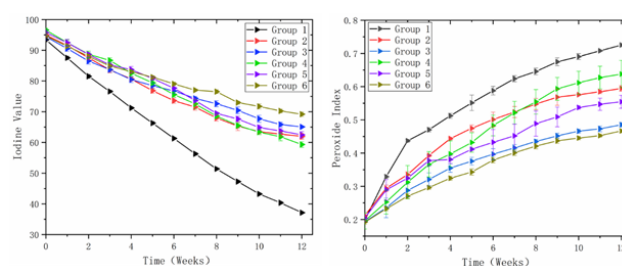 100
90
80
70
60
50
40
30
0
2
4
6
8
10
12
Iodine Value
Time (Weeks)
Group 1
Group 2
Group 3
Group 4
Group 5
Group 6
0.8
0.7
0.6
0.5
0.4
0.3
0.2
0
2
4
6
8
10
12
Peroxide Index
Time (Weeks)
Group 1
Group 2
Group 3
Group 4
Group 5
Group 6